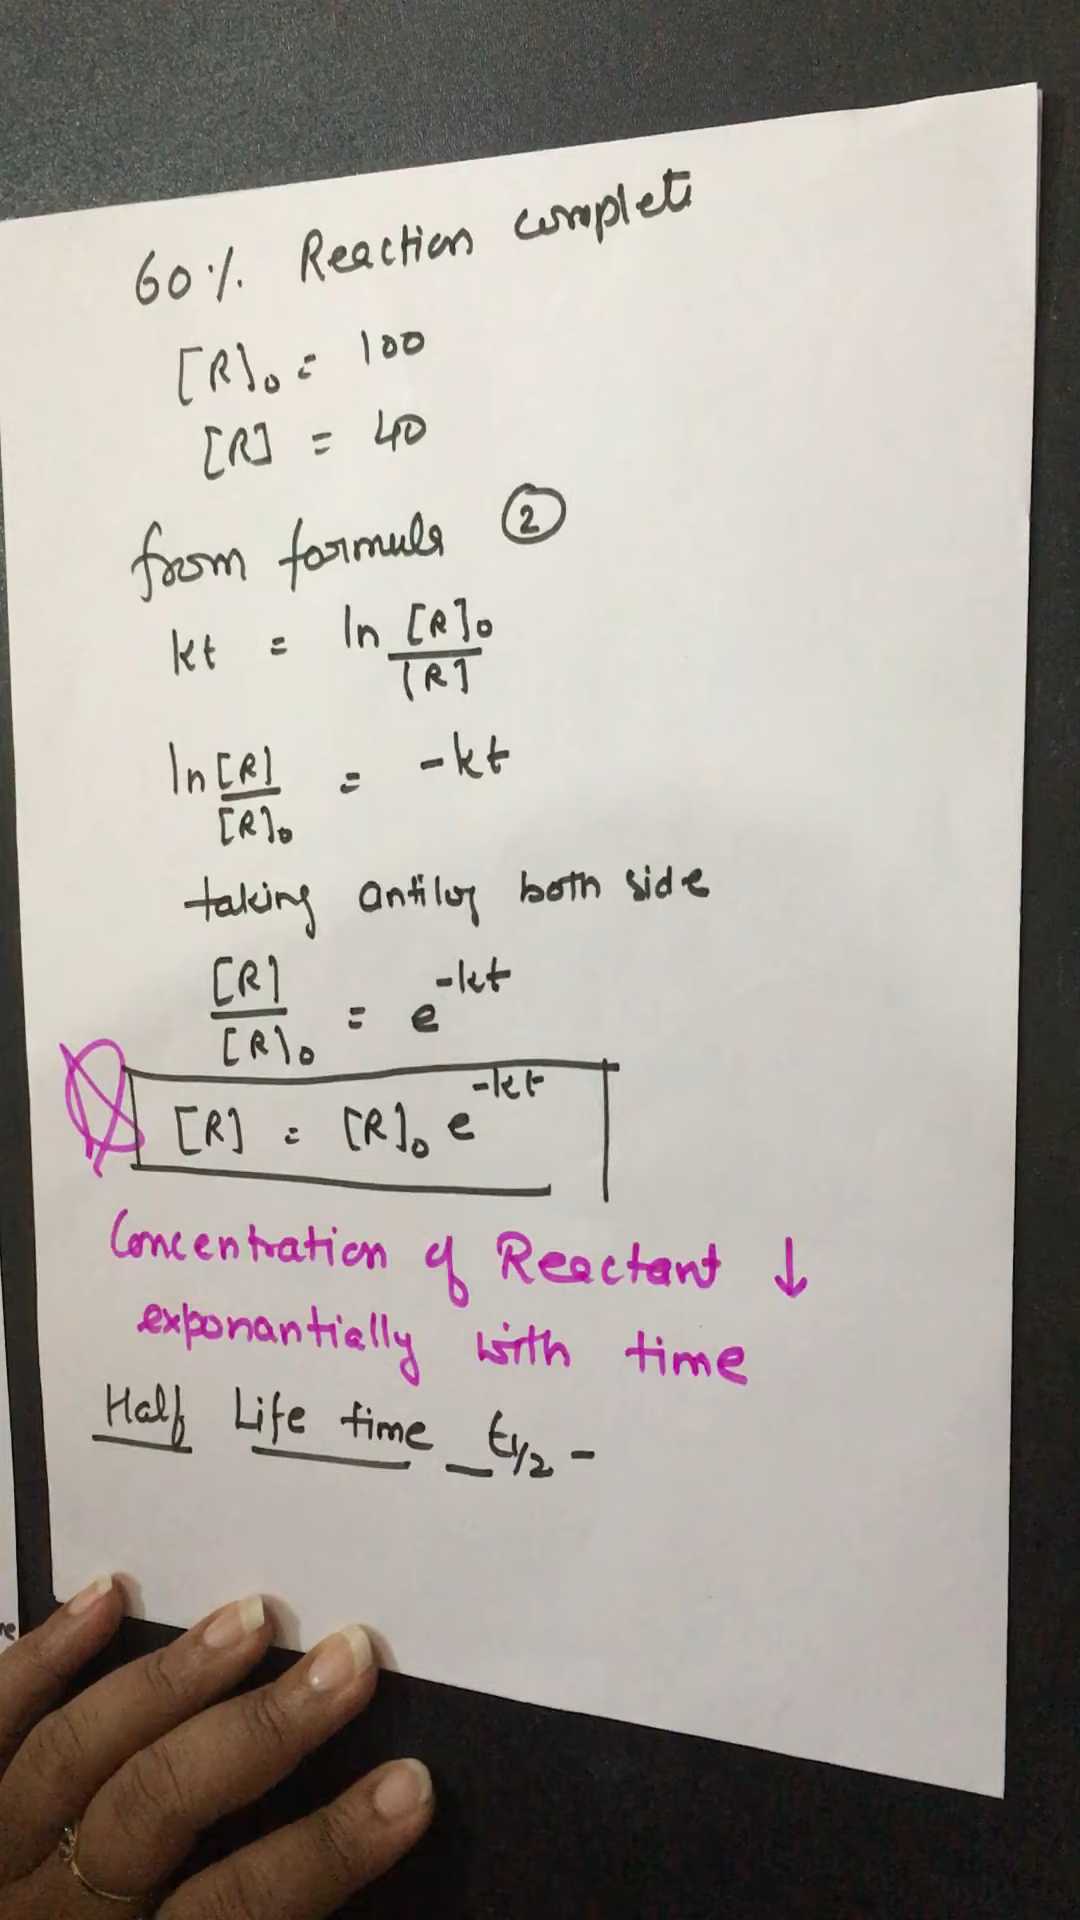 60% Reaction complete
[R]₀ = 100
[R] = 40
from formula ②
kt = ln [R]₀/[R]
ln [R]/[R]₀ = -kt
taking antilog both side
[R]/[R]₀ = e^-kt
[R] = [R]₀ e^-kt
Concentration of Reactant ↓
exponantially with time
Half Life time t1/2 -